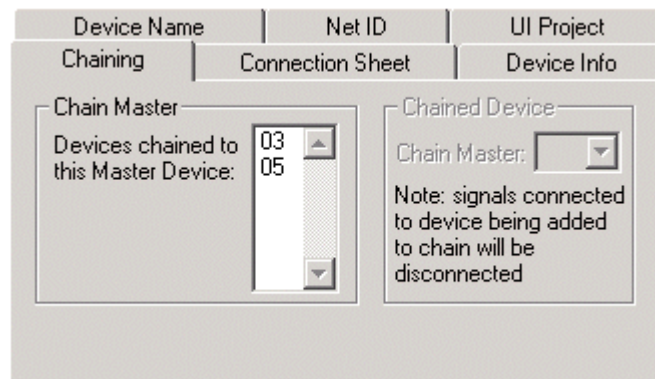 Device Name Net ID UI Project
Chaining Connection Sheet Device Info
Chain Master
Devices chained to
this Master Device:
03
05
Chained Device
Chain Master:
Note: signals connected
to device being added
to chain will be
disconnected